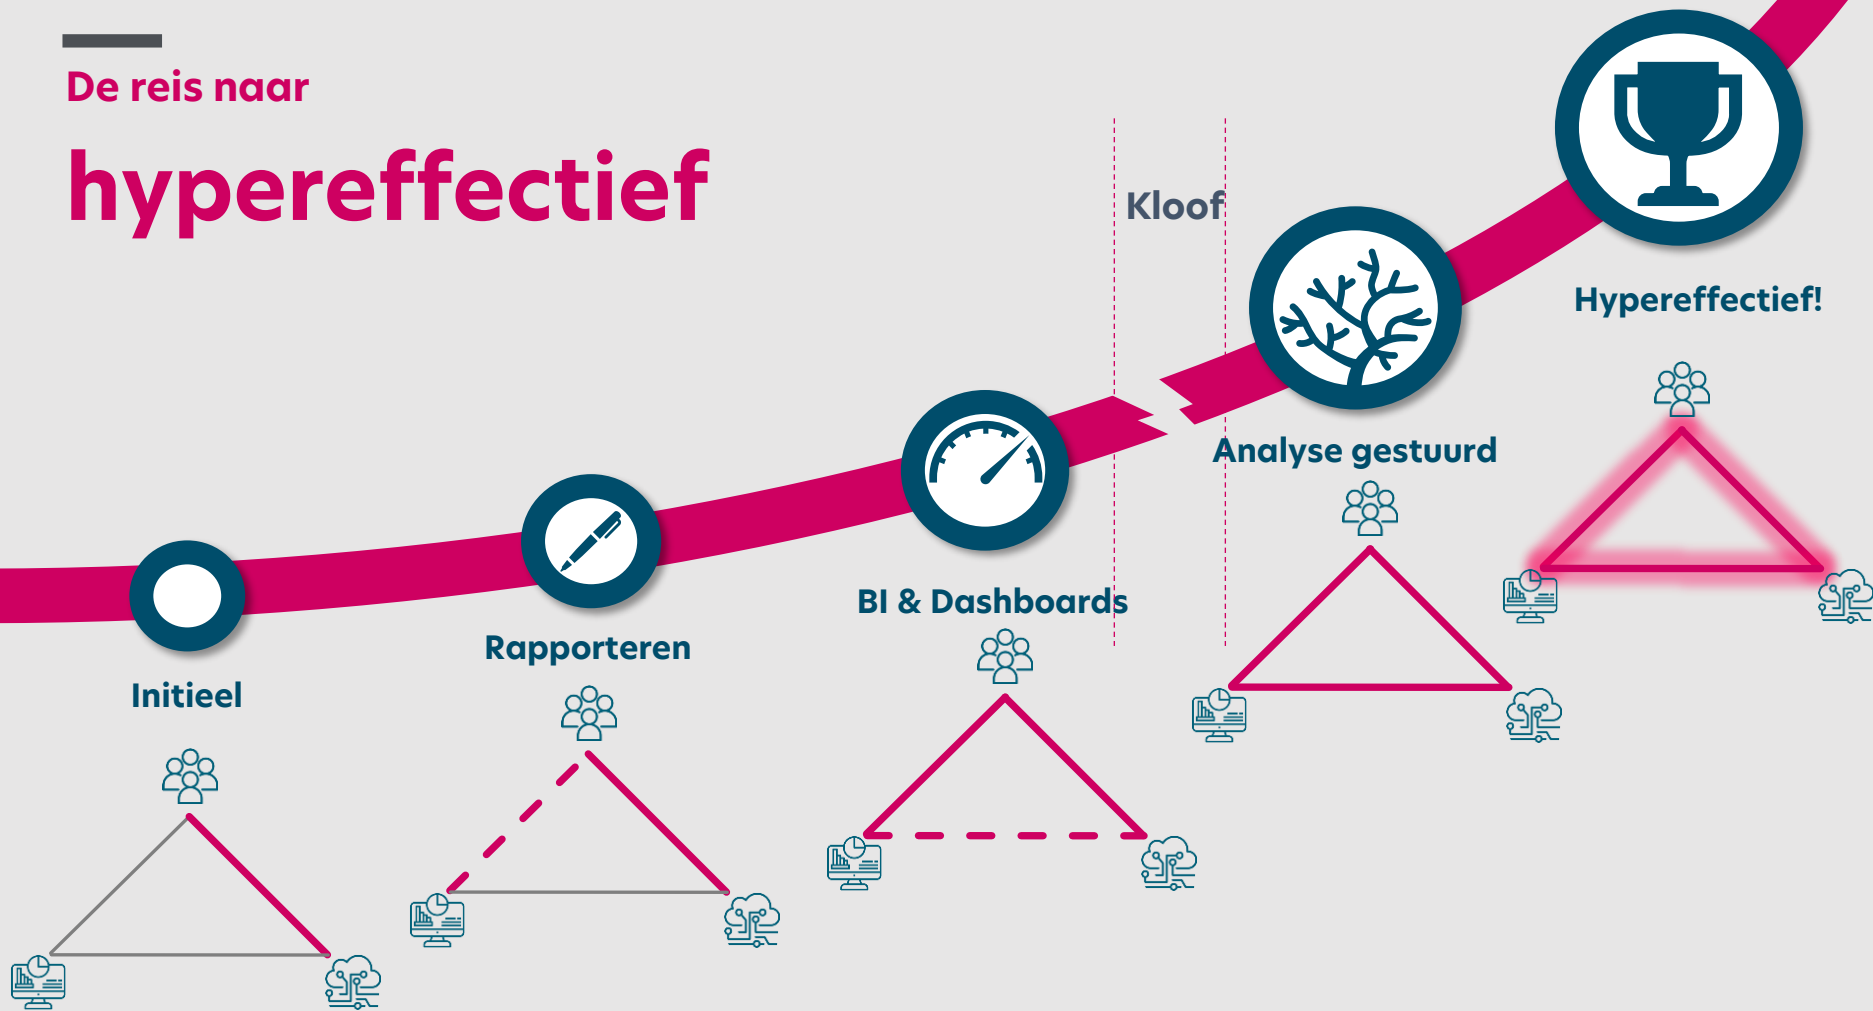 De reis naar
hypereffectief
Kloof
Hypereffectief!
Analyse gestuurd
BI & Dashboards
Rapporteren
Initieel